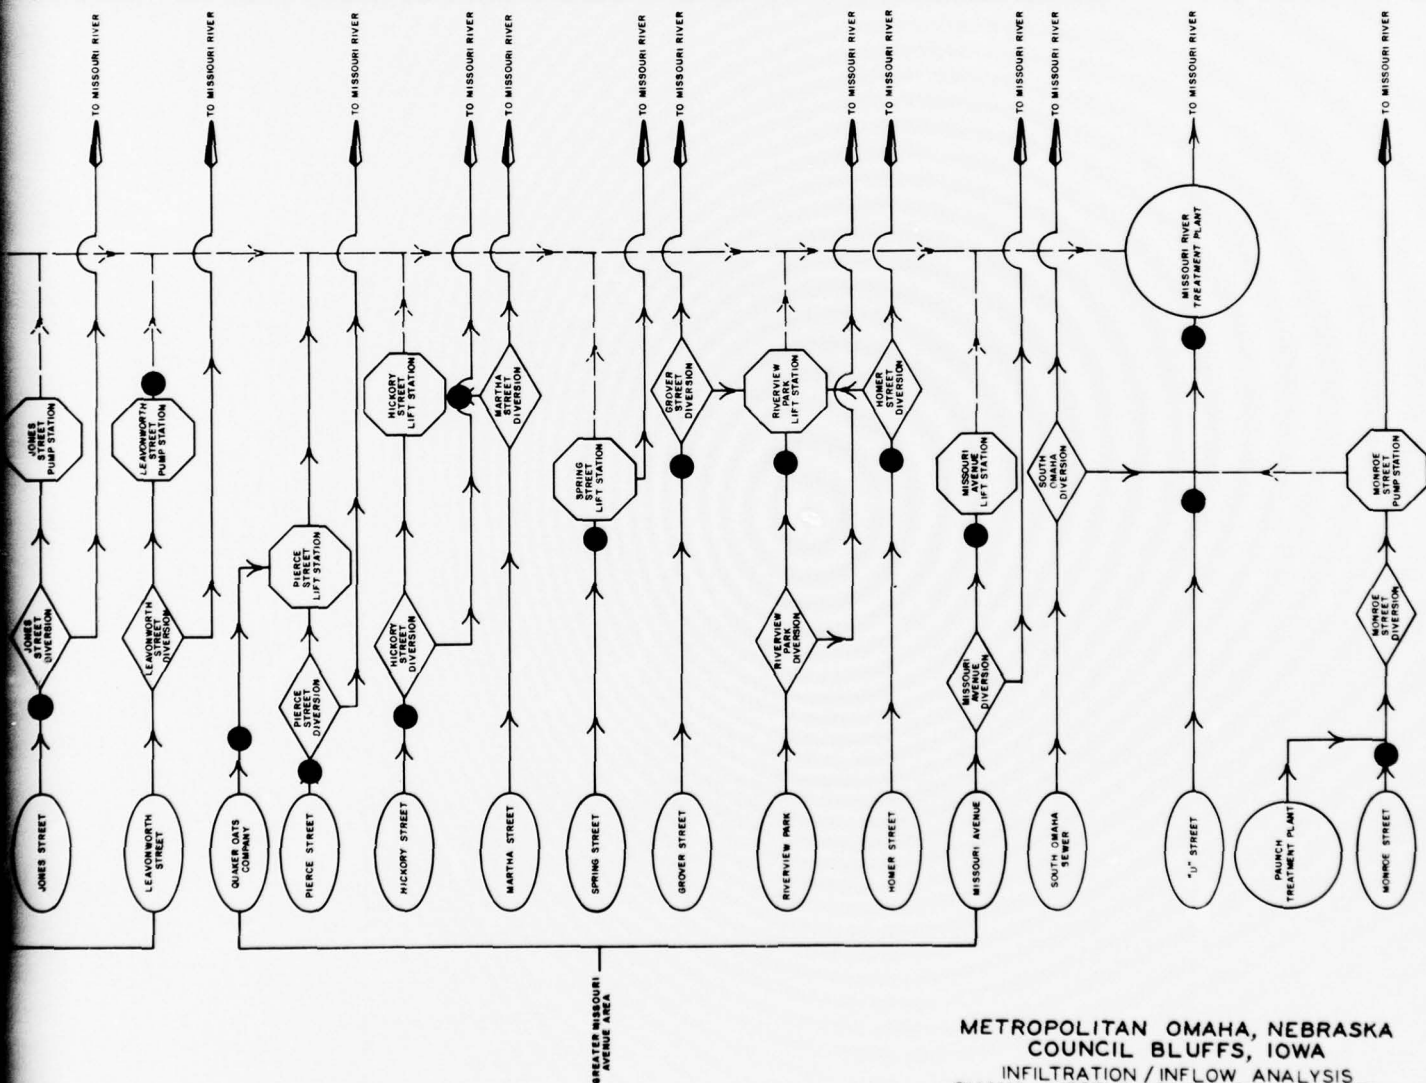 TO MISSOURI RIVER
TO MISSIOURI RIVER
TO MISSOURI RIVER
TO MISSOURI RIVER
TO MISSOURI RIVER
TO MISSOURI RIVER
TO MISSOURI RIVER
TO MISSOURI RIVER
TO MISSOURI RIVER
TO MISSOURI RIVER
TO MISSOURI RIVER
TO MISSOURI RIVER
TO MISSOURI RIVER
MISSOURI RIVER
TREATMENT PLANT
JONES
STREET
PUMP STATION
LEAVONWORTH
STREET
PUMP STATION
PIERCE
STREET
LIFT STATION
HICKORY
STREET
LIFT STATION
MARTHA
STREET
DIVERSION
SPRING
STREET
LIFT STATION
GROVER
STREET
DIVERSION
RIVERVIEW
PARK
LIFT STATION
HOMER
STREET
DIVERSION
MISSOURI
AVENUE
LIFT STATION
SOUTH
OMAHA
DIVERSION
MONROE
STREET
PUMP STATION
JONES
STREET
DIVERSION
LEAVONWORTH
STREET
DIVERSION
PIERCE
STREET
DIVERSION
HICKORY
STREET
DIVERSION
RIVERVIEW
PARK
DIVERSION
MISSOURI
AVENUE
DIVERSION
MONROE
STREET
DIVERSION
JONES STREET
LEAVONWORTH
STREET
QUAKER OATS
COMPANY
PIERCE STREET
HICKORY STREET
MARTHA STREET
SPRING STREET
GROVER STREET
RIVERVIEW PARK
HOMER STREET
MISSOURI AVENUE
SOUTH OMAHA
SEWER
"U" STREET
PAUNCH
TREATMENT PLANT
MONROE STREET
GREATER MISSOURI
AVENUE AREA
METROPOLITAN OMAHA, NEBRASKA
COUNCIL BLUFFS, IOWA
INFILTRATION / INFLOW ANALYSIS